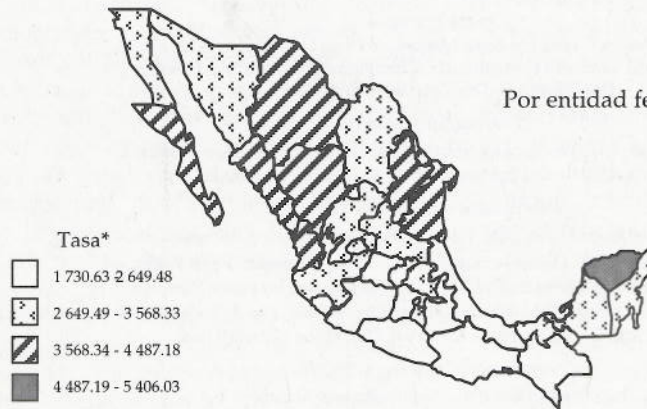 Por entidad fe
Tasa*
1 730.63 - 2 649.48
2 649.49 - 3 568.33
3 568.34 - 4 487.18
4 487.19 - 5 406.03